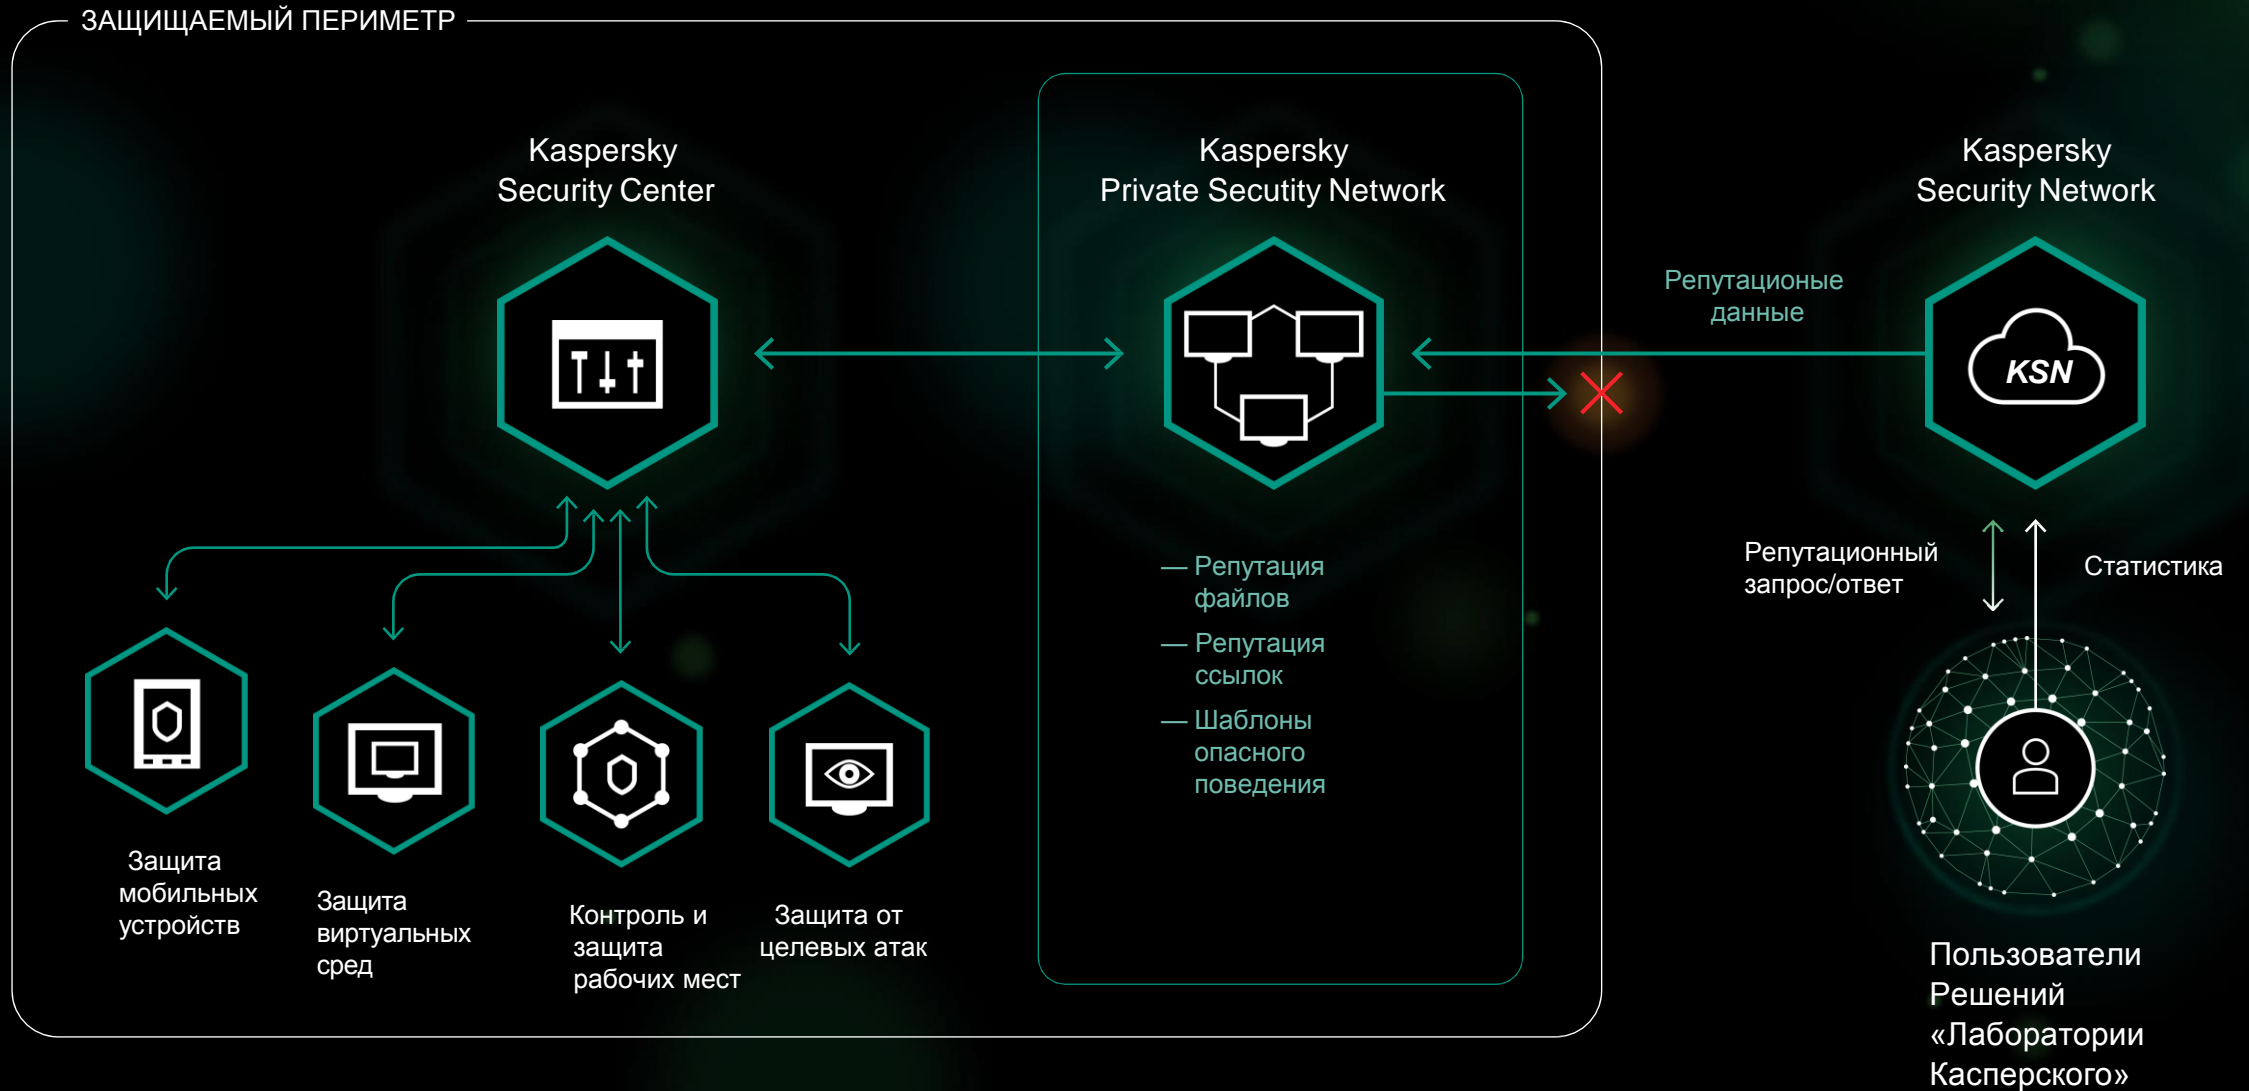 ЗАЩИЩАЕМЫЙ ПЕРИМЕТР
Kaspersky
Security Center
Kaspersky
Private Secutity Network
Kaspersky
Security Network
Репутационые
данные
KSN
Репутационный
запрос/ответ
Статистика
— Репутация
файлов
— Репутация
ссылок
— Шаблоны
опасного
поведения
Защита
мобильных
устройств
Защита
виртуальных
сред
Контроль и
защита
рабочих мест
Защита от
целевых атак
Пользователи
Решений
«Лаборатории
Касперского»